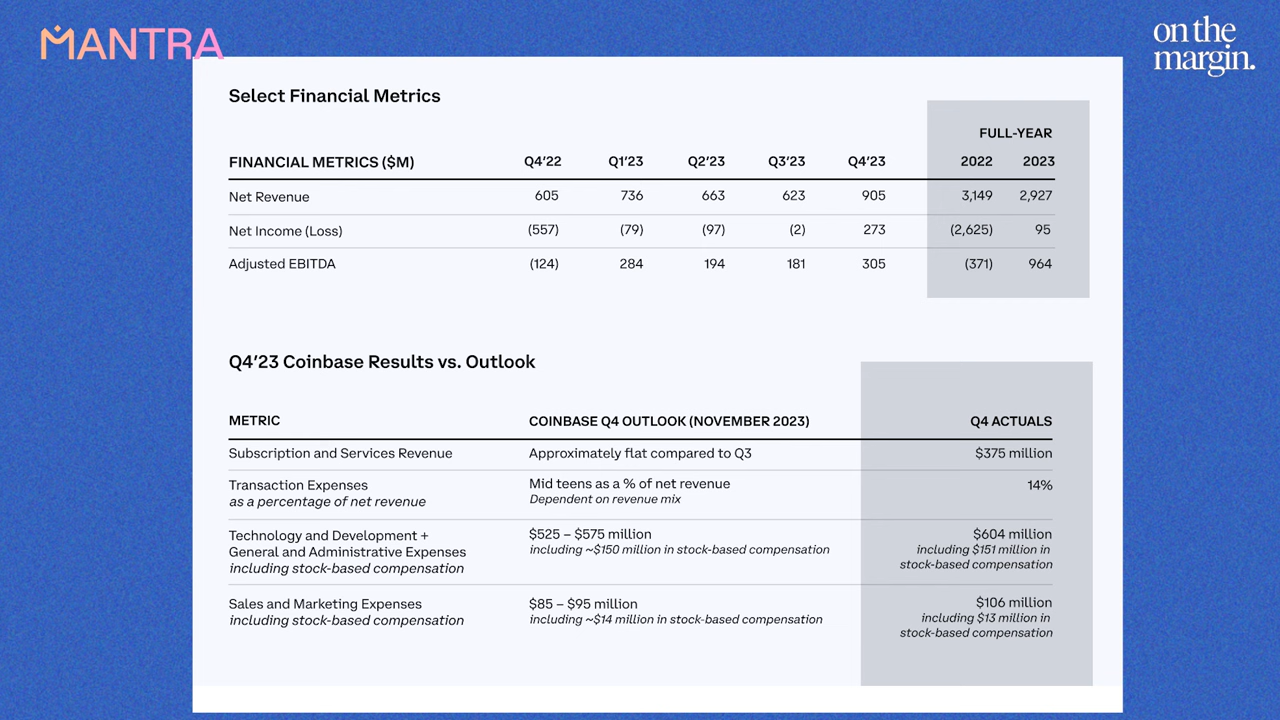 MANTRA
on the
margin.
Select Financial Metrics
FULL-YEAR
FINANCIAL METRICS ($M) Q4'22 Q1'23 Q2'23 Q3'23 Q4'23 2022 2023
Net Revenue 605 736 663 623 905 3,149 2,927
Net Income (Loss) (557) (79) (97) (2) 273 (2,625) 95
Adjusted EBITDA (124) 284 194 181 305 (371) 964
Q4'23 Coinbase Results vs. Outlook
METRIC COINBASE Q4 OUTLOOK (NOVEMBER 2023) Q4 ACTUALS
Subscription and Services Revenue Approximately flat compared to Q3 $375 million
Transaction Expenses Mid teens as a % of net revenue 14%
as a percentage of net revenue Dependent on revenue mix
Technology and Development + $525 – $575 million $604 million
General and Administrative Expenses including ~$150 million in stock-based compensation including $151 million in
including stock-based compensation stock-based compensation
Sales and Marketing Expenses $85 – $95 million $106 million
including stock-based compensation including ~$14 million in stock-based compensation including $13 million in
stock-based compensation